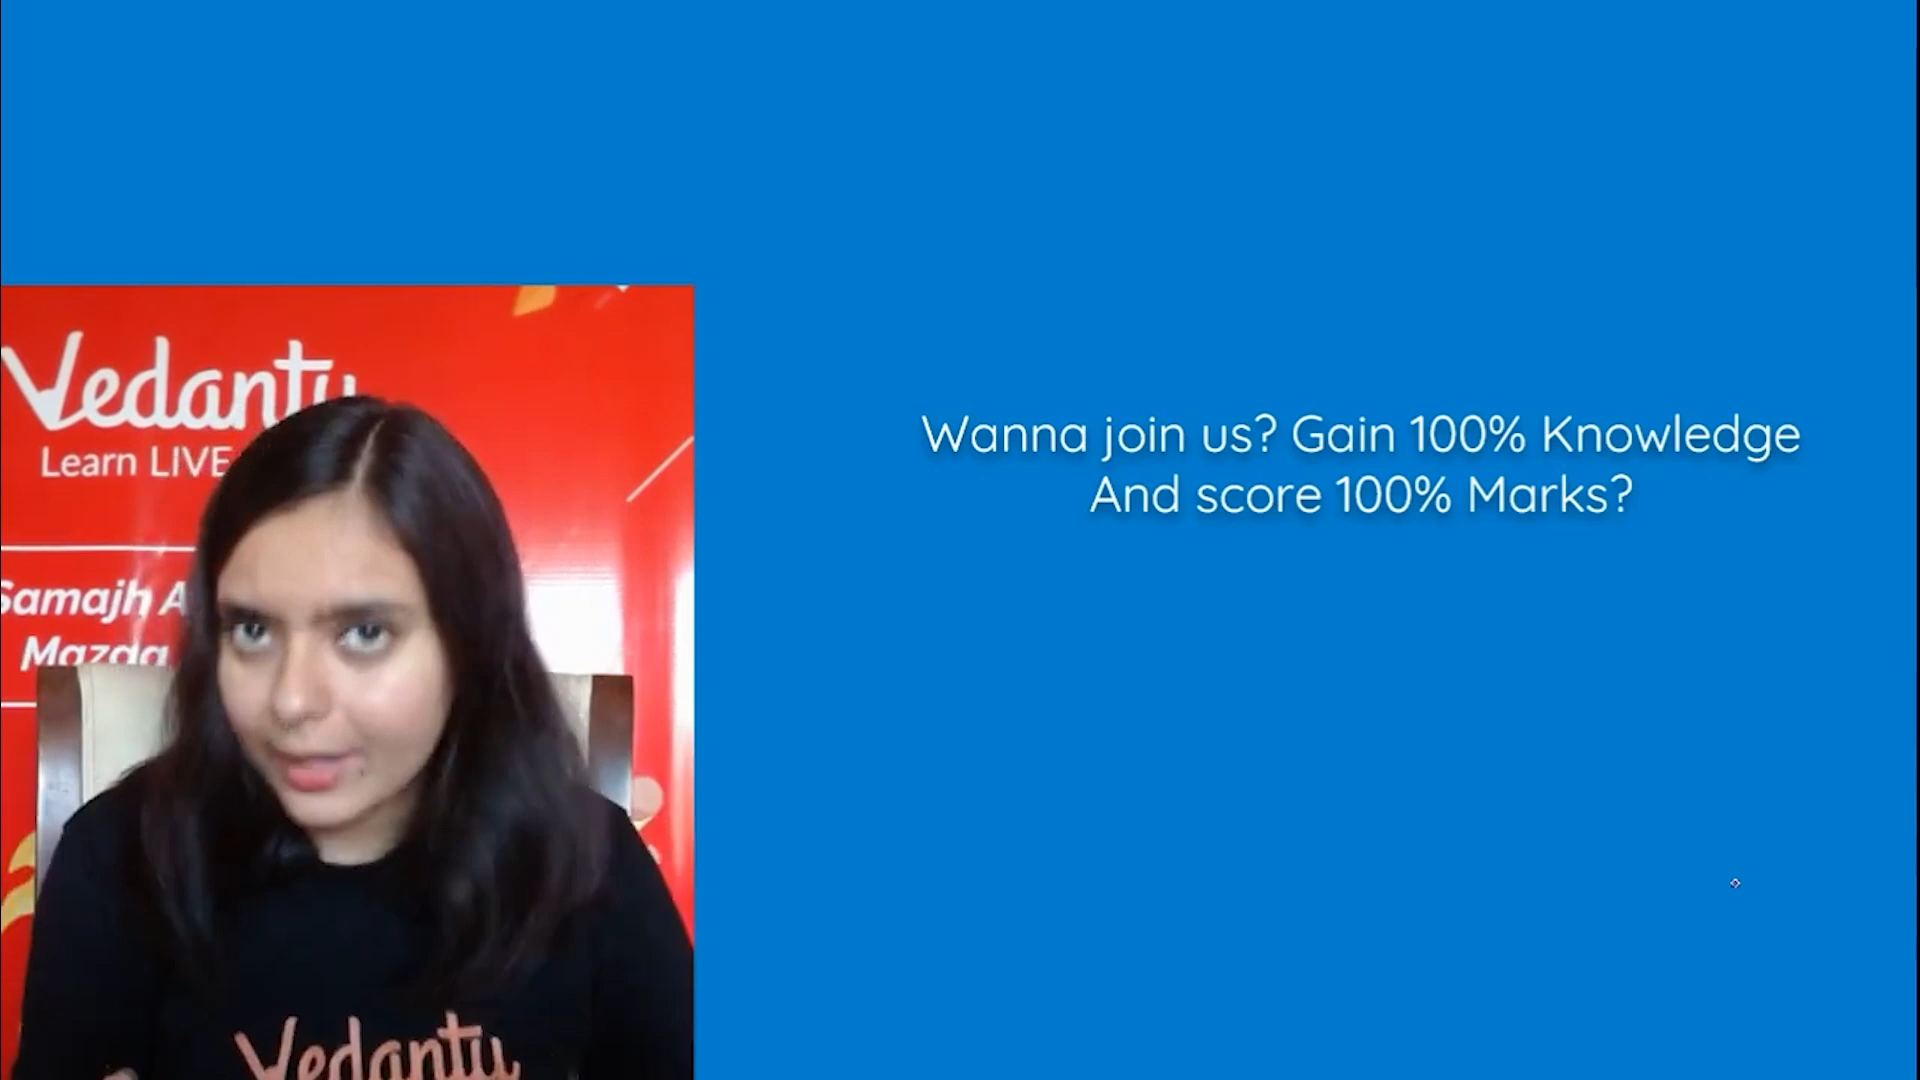 Vedantu
Learn LIVE
Samajh A
Mazaa
Wanna join us? Gain 100% Knowledge
And score 100% Marks?
Vedantu